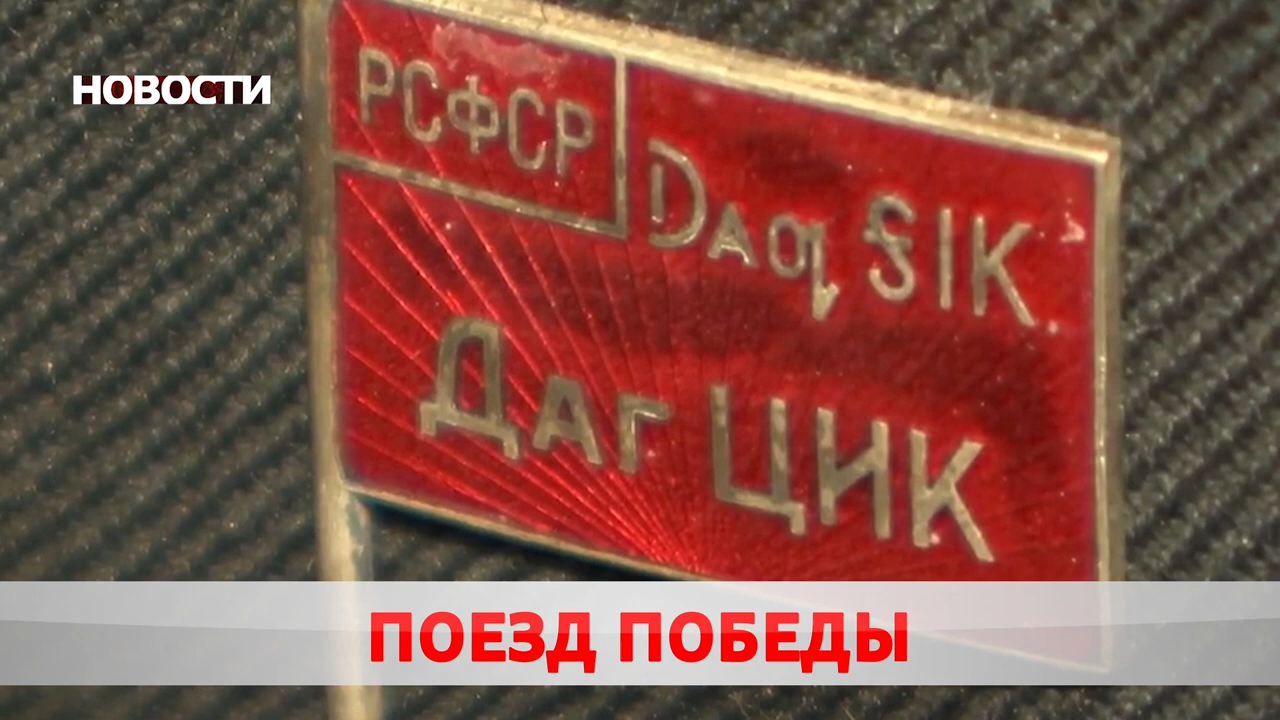 НОВОСТИ
РСФСР
Daƣ SIK
ДАГ ЦИК
ПОЕЗД ПОБЕДЫ